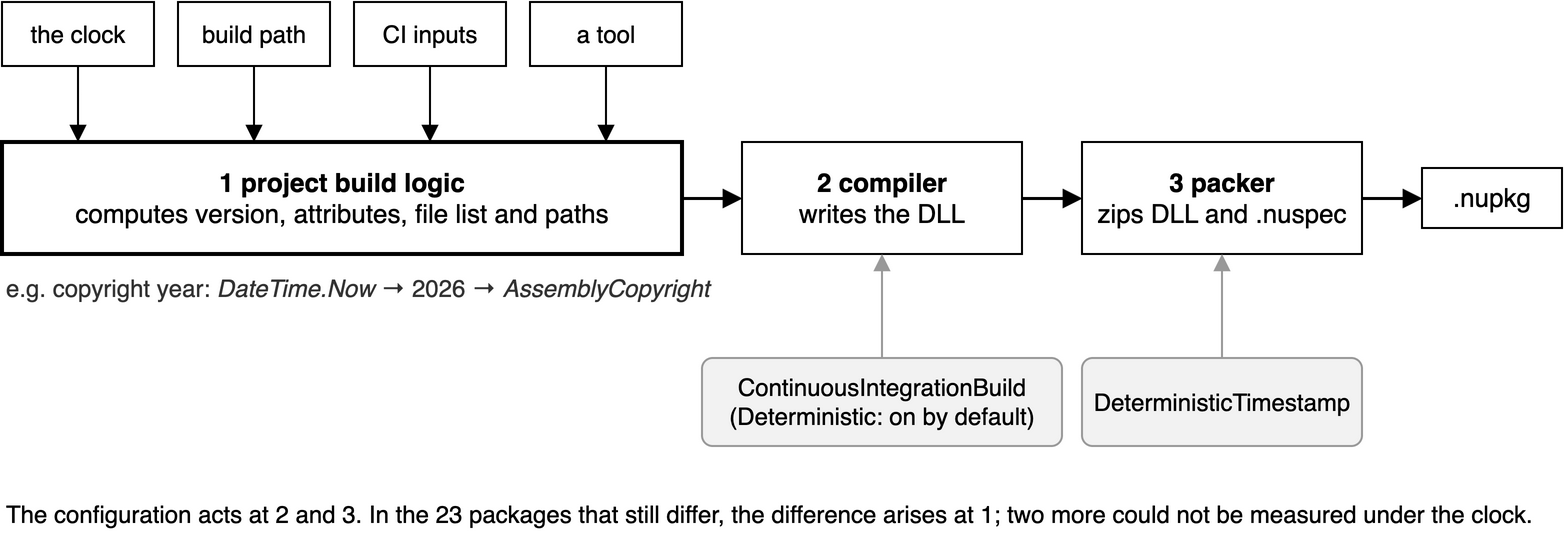 the clock
build path
CI inputs
a tool
1 project build logic
computes version, attributes, file list and paths
2 compiler
writes the DLL
3 packer
zips DLL and .nuspec
.nupkg
e.g. copyright year: DateTime.Now → 2026 → AssemblyCopyright
ContinuousIntegrationBuild
(Deterministic: on by default)
DeterministicTimestamp
The configuration acts at 2 and 3. In the 23 packages that still differ, the difference arises at 1; two more could not be measured under the clock.